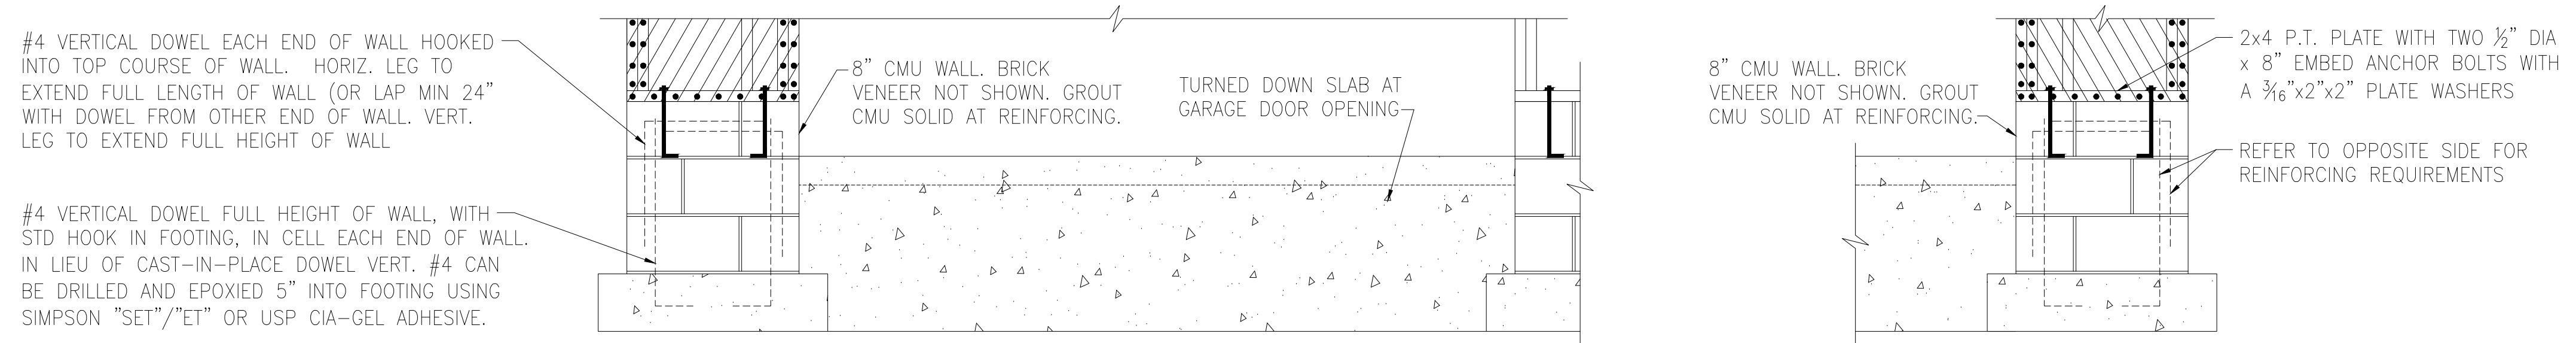 #4 VERTICAL DOWEL EACH END OF WALL HOOKED
INTO TOP COURSE OF WALL. HORIZ. LEG TO
EXTEND FULL LENGTH OF WALL (OR LAP MIN 24"
WITH DOWEL FROM OTHER END OF WALL. VERT.
LEG TO EXTEND FULL HEIGHT OF WALL
#4 VERTICAL DOWEL FULL HEIGHT OF WALL, WITH
STD HOOK IN FOOTING, IN CELL EACH END OF WALL.
IN LIEU OF CAST-IN-PLACE DOWEL VERT. #4 CAN
BE DRILLED AND EPOXIED 5" INTO FOOTING USING
SIMPSON "SET"/"ET" OR USP CIA-GEL ADHESIVE.
8" CMU WALL. BRICK
VENEER NOT SHOWN. GROUT
CMU SOLID AT REINFORCING.
TURNED DOWN SLAB AT
GARAGE DOOR OPENING
8" CMU WALL. BRICK
VENEER NOT SHOWN. GROUT
CMU SOLID AT REINFORCING.
2x4 P.T. PLATE WITH TWO ½" DIA
x 8" EMBED ANCHOR BOLTS WITH
A 3⁄16"x2"x2" PLATE WASHERS
REFER TO OPPOSITE SIDE FOR
REINFORCING REQUIREMENTS